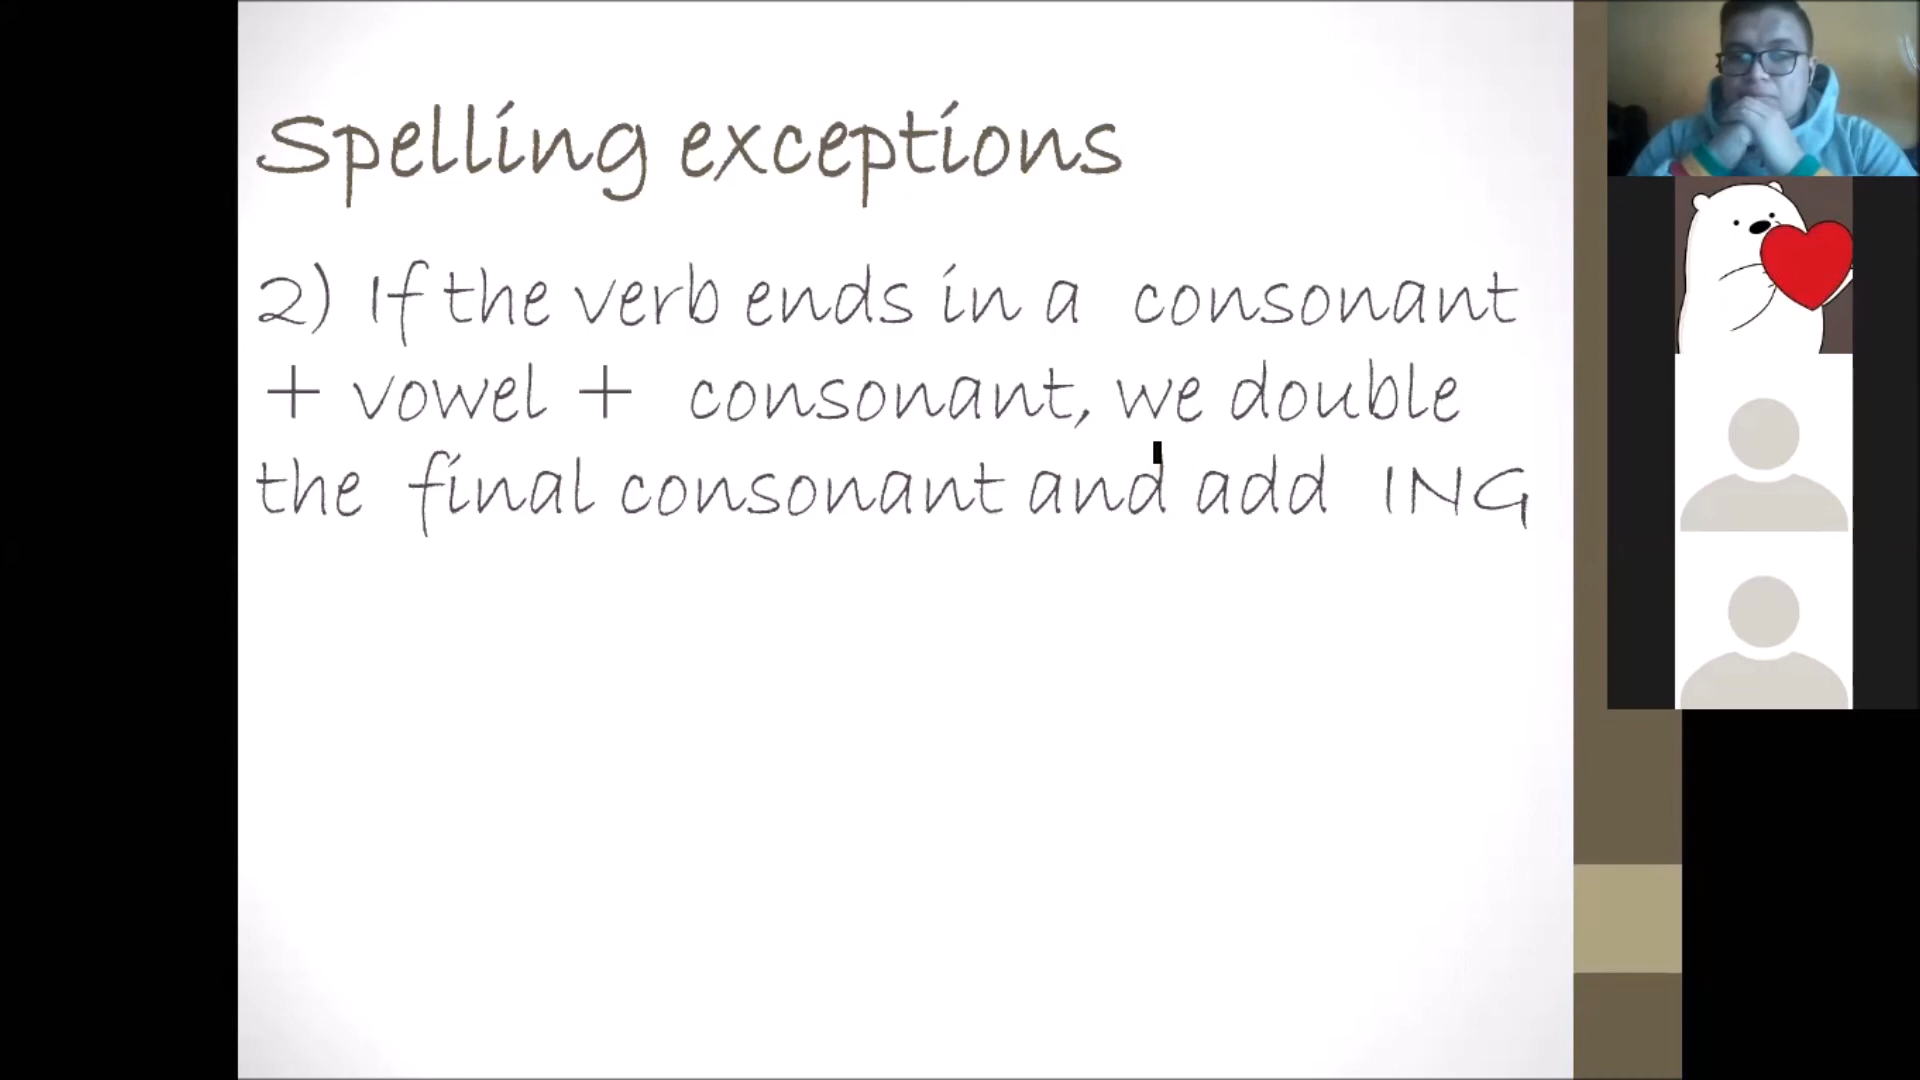 Spelling exceptions
2) If the verb ends in a consonant
+ vowel + consonant, we double
the final consonant and add ING